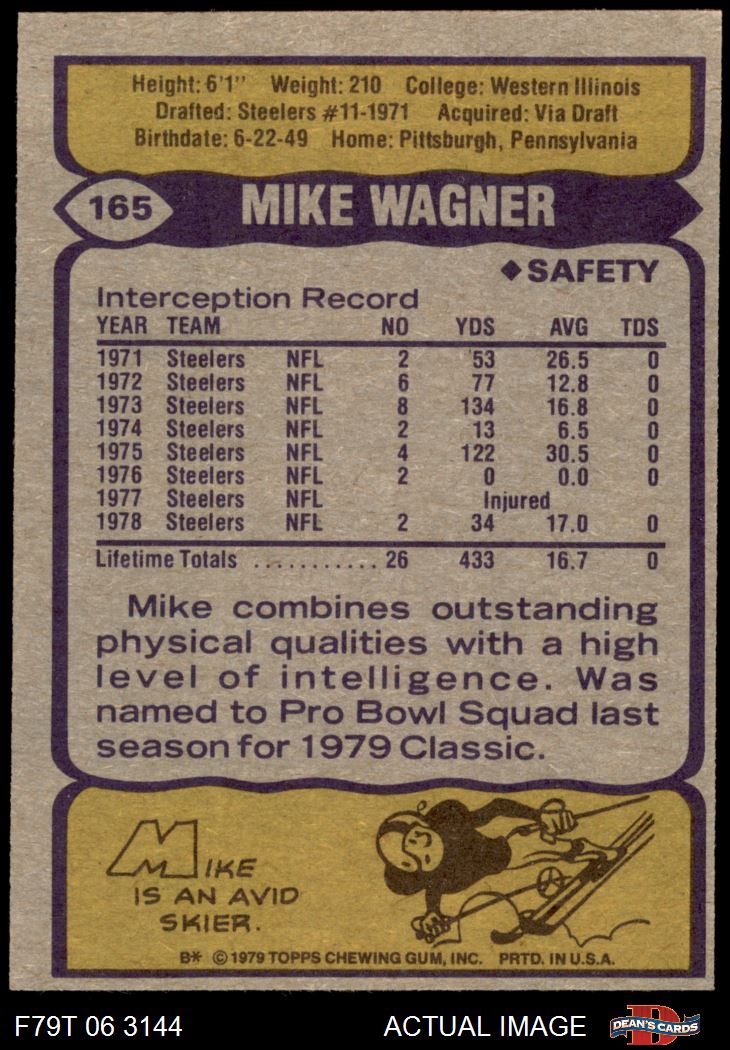 Height: 6'1" Weight: 210 College: Western Illinois
Drafted: Steelers #11-1971 Acquired: Via Draft
Birthdate: 6-22-49 Home: Pittsburgh, Pennsylvania
165 MIKE WAGNER
◆SAFETY
Interception Record
YEAR TEAM NO YDS AVG TDS
1971 Steelers NFL 2 53 26.5 0
1972 Steelers NFL 6 77 12.8 0
1973 Steelers NFL 8 134 16.8 0
1974 Steelers NFL 2 13 6.5 0
1975 Steelers NFL 4 122 30.5 0
1976 Steelers NFL 2 0 0.0 0
1977 Steelers NFL Injured
1978 Steelers NFL 2 34 17.0 0
Lifetime Totals ........... 26 433 16.7 0
Mike combines outstanding
physical qualities with a high
level of intelligence. Was
named to Pro Bowl Squad last
season for 1979 Classic.
MIKE
IS AN AVID
SKIER.
B* © 1979 TOPPS CHEWING GUM, INC. PRTD. IN U.S.A.
F79T 06 3144 ACTUAL IMAGE D DEAN'S CARDS